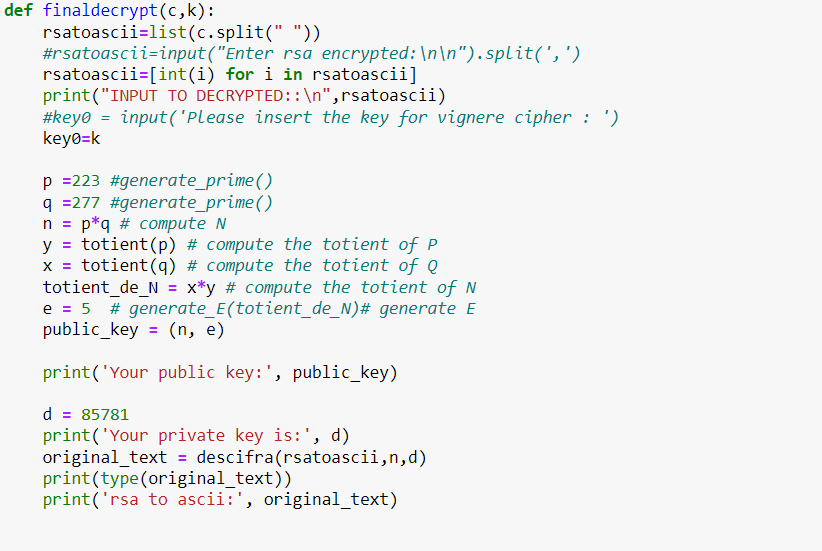 def finaldecrypt(c,k):
    rsatoascii=list(c.split(" "))
    #rsatoascii=input("Enter rsa encrypted:\n\n").split(',')
    rsatoascii=[int(i) for i in rsatoascii]
    print("INPUT TO DECRYPTED::\n",rsatoascii)
    #key0 = input('Please insert the key for vignere cipher : ')
    key0=k

    p =223 #generate_prime()
    q =277 #generate_prime()
    n = p*q # compute N
    y = totient(p) # compute the totient of P
    x = totient(q) # compute the totient of Q
    totient_de_N = x*y # compute the totient of N
    e = 5  # generate_E(totient_de_N)# generate E
    public_key = (n, e)

    print('Your public key:', public_key)

    d = 85781
    print('Your private key is:', d)
    original_text = descifra(rsatoascii,n,d)
    print(type(original_text))
    print('rsa to ascii:', original_text)